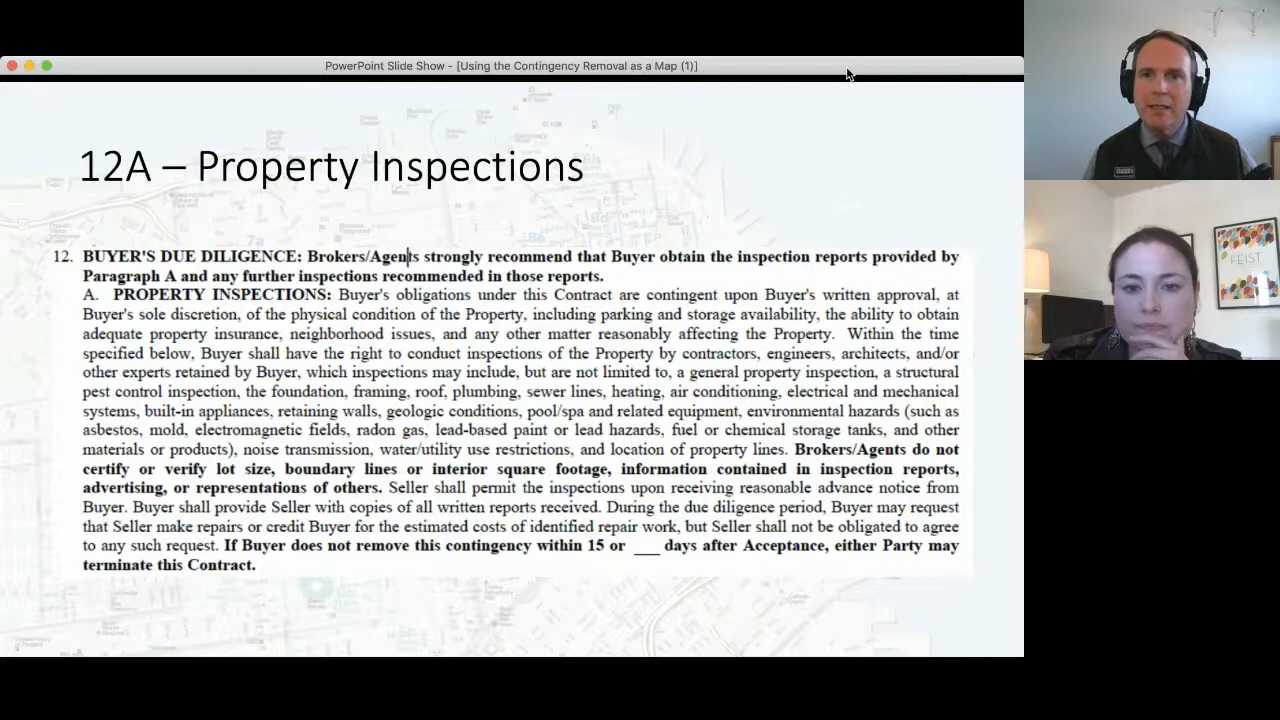 PowerPoint Slide Show - [Using the Contingency Removal as a Map (1)]
12A – Property Inspections
12. BUYER'S DUE DILIGENCE: Brokers/Agents strongly recommend that Buyer obtain the inspection reports provided by
Paragraph A and any further inspections recommended in those reports.
A. PROPERTY INSPECTIONS: Buyer's obligations under this Contract are contingent upon Buyer's written approval, at
Buyer's sole discretion, of the physical condition of the Property, including parking and storage availability, the ability to obtain
adequate property insurance, neighborhood issues, and any other matter reasonably affecting the Property. Within the time
specified below, Buyer shall have the right to conduct inspections of the Property by contractors, engineers, architects, and/or
other experts retained by Buyer, which inspections may include, but are not limited to, a general property inspection, a structural
pest control inspection, the foundation, framing, roof, plumbing, sewer lines, heating, air conditioning, electrical and mechanical
systems, built-in appliances, retaining walls, geologic conditions, pool/spa and related equipment, environmental hazards (such as
asbestos, mold, electromagnetic fields, radon gas, lead-based paint or lead hazards, fuel or chemical storage tanks, and other
materials or products), noise transmission, water/utility use restrictions, and location of property lines. Brokers/Agents do not
certify or verify lot size, boundary lines or interior square footage, information contained in inspection reports,
advertising, or representations of others. Seller shall permit the inspections upon receiving reasonable advance notice from
Buyer. Buyer shall provide Seller with copies of all written reports received. During the due diligence period, Buyer may request
that Seller make repairs or credit Buyer for the estimated costs of identified repair work, but Seller shall not be obligated to agree
to any such request. If Buyer does not remove this contingency within 15 or ___ days after Acceptance, either Party may
terminate this Contract.
FEIST